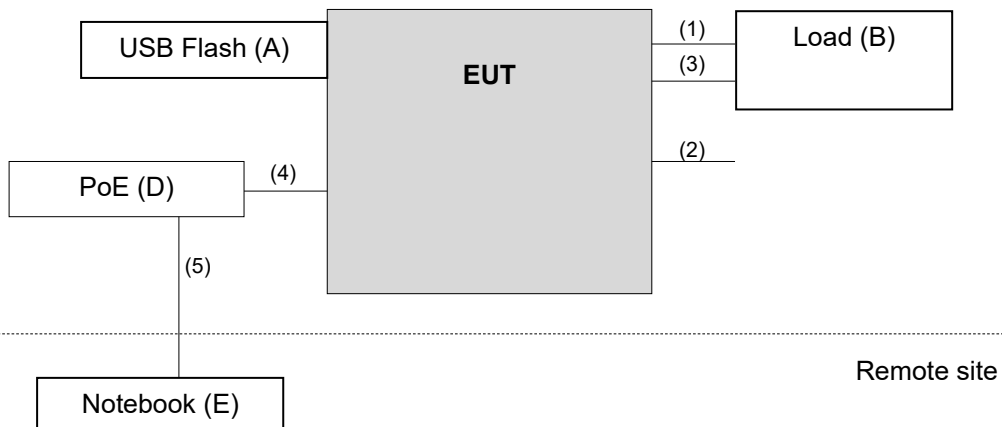 USB Flash (A)
EUT
(1)
Load (B)
(3)
(2)
PoE (D)
(4)
(5)
Remote site
Notebook (E)